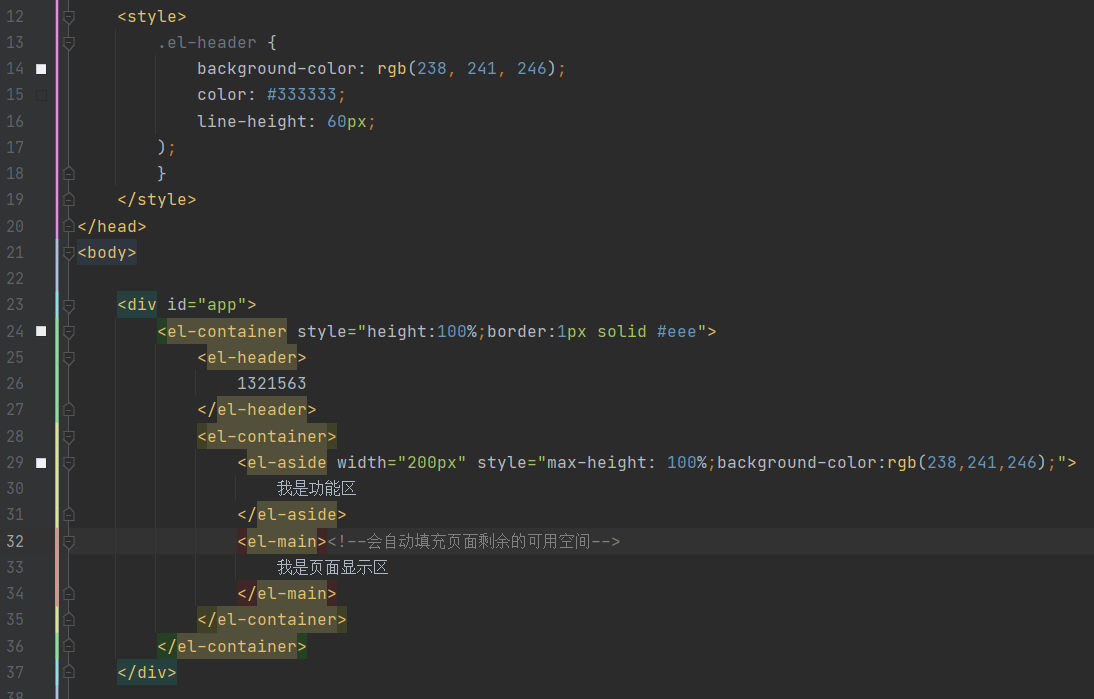 12 <style>
13 .el-header {
14 background-color: rgb(238, 241, 246);
15 color: #333333;
16 line-height: 60px;
17 );
18 }
19 </style>
20 </head>
21 <body>
22
23 <div id="app">
24 <el-container style="height:100%;border:1px solid #eee">
25 <el-header>
26 1321563
27 </el-header>
28 <el-container>
29 <el-aside width="200px" style="max-height: 100%;background-color:rgb(238,241,246);">
30 我是功能区
31 </el-aside>
32 <el-main><!--会自动填充页面剩余的可用空间-->
33 我是页面显示区
34 </el-main>
35 </el-container>
36 </el-container>
37 </div>
38